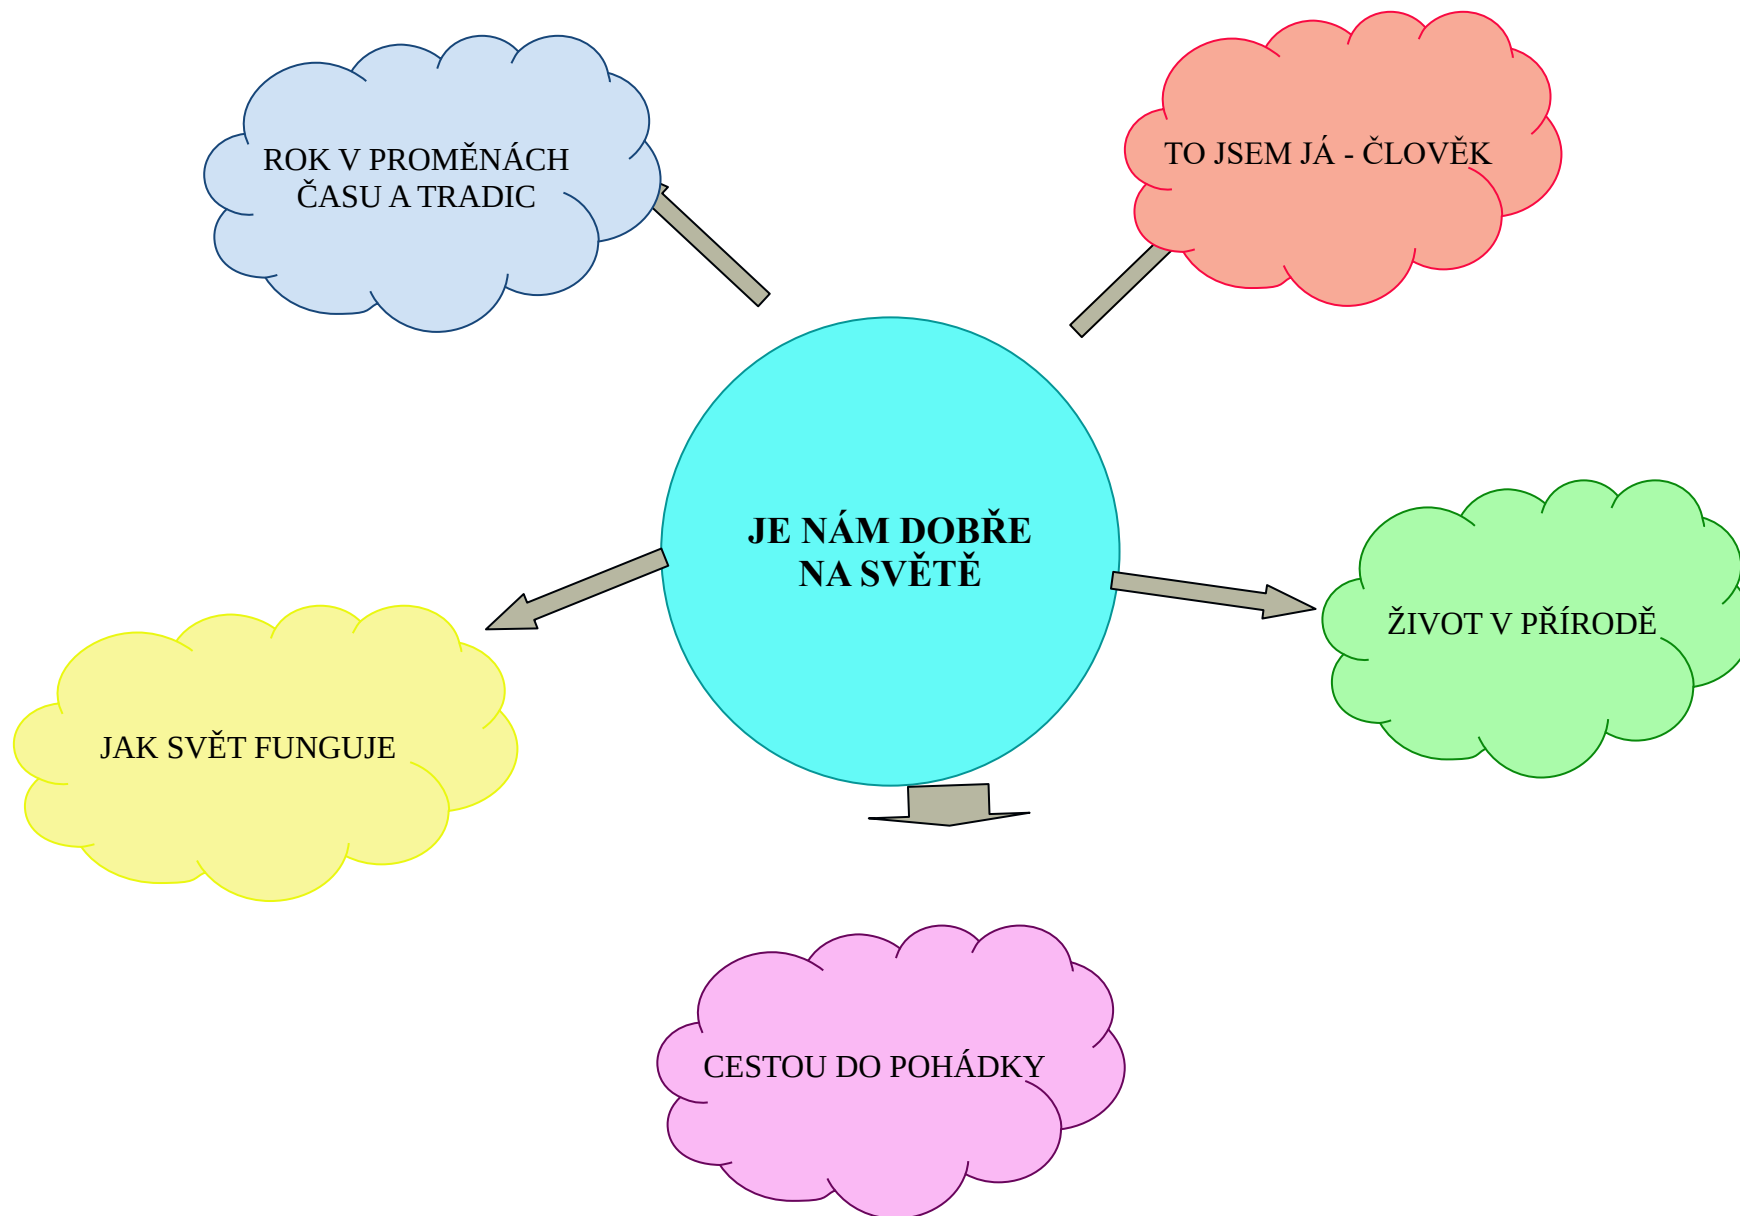 ROK V PROMĚNÁCH
ČASU A TRADIC
TO JSEM JÁ - ČLOVĚK
JE NÁM DOBŘE
NA SVĚTĚ
ŽIVOT V PŘÍRODĚ
JAK SVĚT FUNGUJE
CESTOU DO POHÁDKY